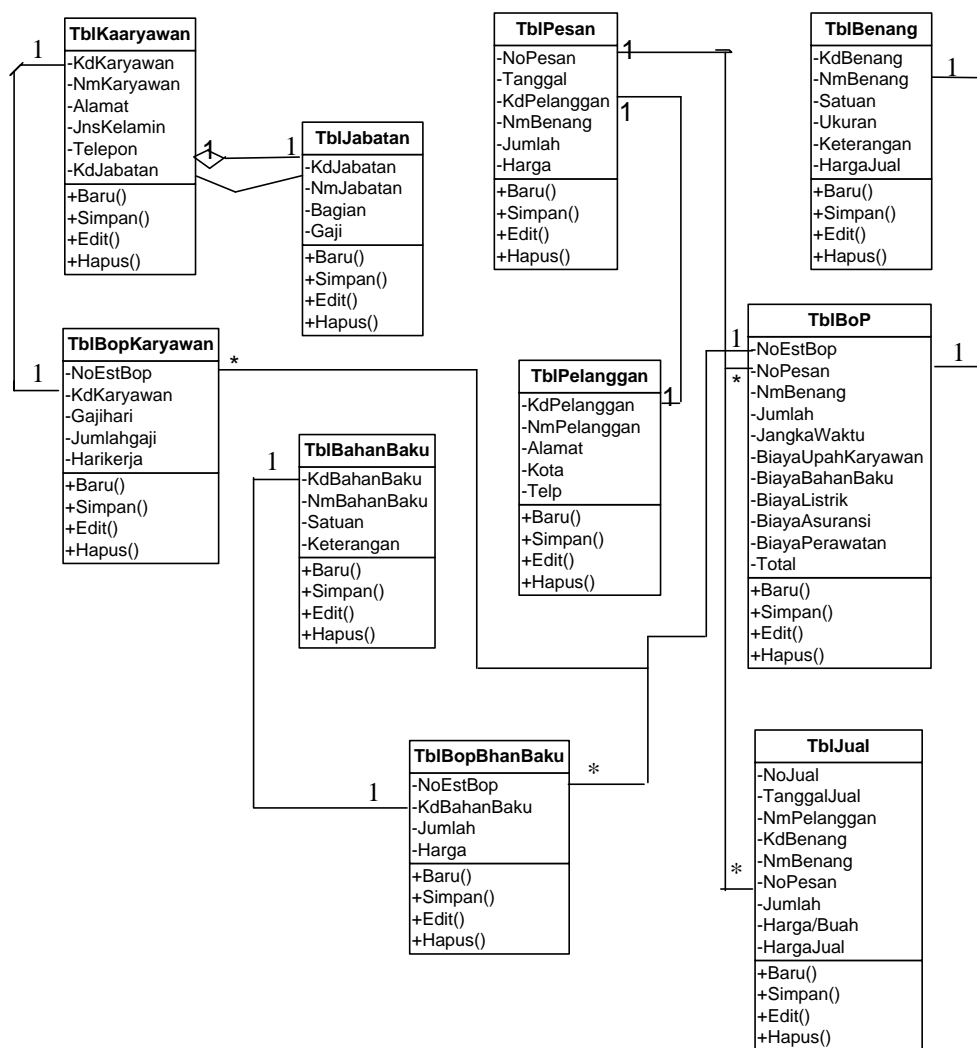 TblKaaryawan
-KdKaryawan
-NmKaryawan
-Alamat
-JnsKelamin
-Telepon
-KdJabatan
+Baru()
+Simpan()
+Edit()
+Hapus()
1
1
1
TblJabatan
-KdJabatan
-NmJabatan
-Bagian
-Gaji
+Baru()
+Simpan()
+Edit()
+Hapus()
TblPesan
-NoPesan
-Tanggal
-KdPelanggan
-NmBenang
-Jumlah
-Harga
+Baru()
+Simpan()
+Edit()
+Hapus()
1
1
TblBenang
-KdBenang
-NmBenang
-Satuan
-Ukuran
-Keterangan
-HargaJual
+Baru()
+Simpan()
+Edit()
+Hapus()
1
TblBopKaryawan
-NoEstBop
-KdKaryawan
-Gajihari
-Jumlahgaji
-Harikerja
+Baru()
+Simpan()
+Edit()
+Hapus()
1
*
TblBahanBaku
-KdBahanBaku
-NmBahanBaku
-Satuan
-Keterangan
+Baru()
+Simpan()
+Edit()
+Hapus()
1
TblPelanggan
-KdPelanggan
-NmPelanggan
-Alamat
-Kota
-Telp
+Baru()
+Simpan()
+Edit()
+Hapus()
1
TblBoP
-NoEstBop
-NoPesan
-NmBenang
-Jumlah
-JangkaWaktu
-BiayaUpahKaryawan
-BiayaBahanBaku
-BiayaListrik
-BiayaAsuransi
-BiayaPerawatan
-Total
+Baru()
+Simpan()
+Edit()
+Hapus()
1
*
1
TblBopBhanBaku
-NoEstBop
-KdBahanBaku
-Jumlah
-Harga
+Baru()
+Simpan()
+Edit()
+Hapus()
1
*
TblJual
-NoJual
-TanggalJual
-NmPelanggan
-KdBenang
-NmBenang
-NoPesan
-Jumlah
-Harga/Buah
-HargaJual
+Baru()
+Simpan()
+Edit()
+Hapus()
*